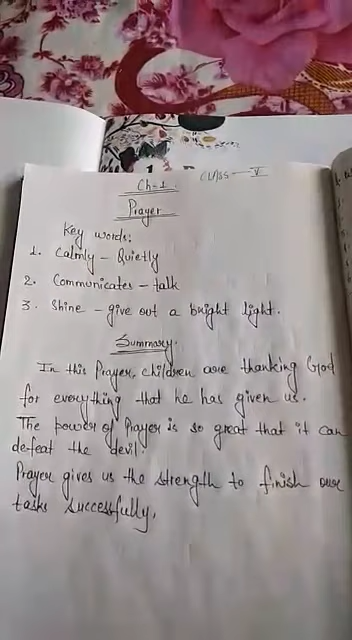 Ch-1.
CLASS — V
Prayer
Key words:
1. Calmly - Quietly
2. Communicates - talk
3. Shine - give out a bright light.
Summary.
In this Prayer, children are thanking God
for everything that he has given us.
The power of Prayer is so great that it can
defeat the devil.
Prayer gives us the strength to finish our
tasks successfully.